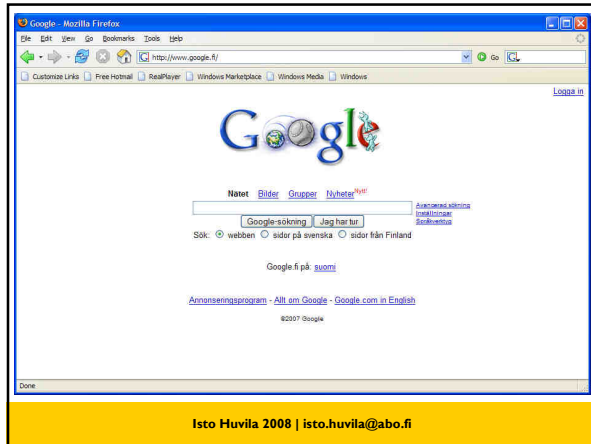 Google - Mozilla Firefox
File Edit View Go Bookmarks Tools Help
http://www.google.fi/ Go
Customize Links Free Hotmail RealPlayer Windows Marketplace Windows Media Windows
Logga in
Google
Nätet Bilder Grupper Nyheter Nytt!
Avancerad sökning
Inställningar
Språkverktyg
Google-sökning Jag har tur
Sök: webben sidor på svenska sidor från Finland
Google.fi på: suomi
Annonseringsprogram - Allt om Google - Google.com in English
©2007 Google
Done
Isto Huvila 2008 | isto.huvila@abo.fi